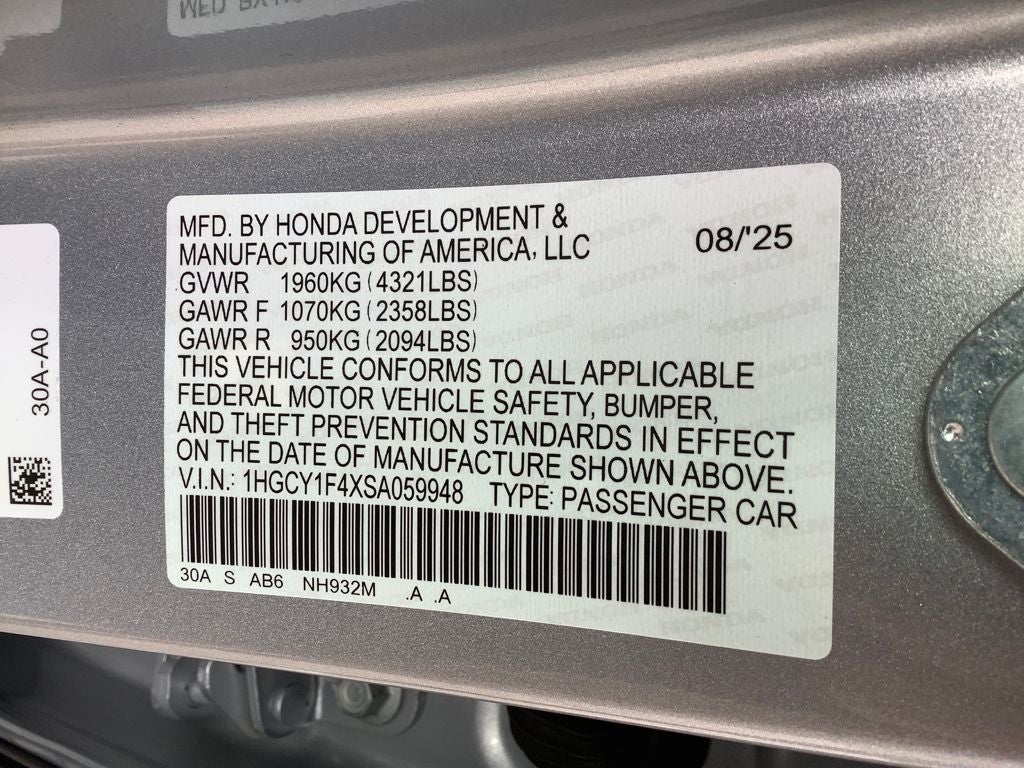 MFD. BY HONDA DEVELOPMENT &
MANUFACTURING OF AMERICA, LLC
08/'25
GVWR 1960KG (4321LBS)
GAWR F 1070KG (2358LBS)
GAWR R 950KG (2094LBS)
THIS VEHICLE CONFORMS TO ALL APPLICABLE
FEDERAL MOTOR VEHICLE SAFETY, BUMPER,
AND THEFT PREVENTION STANDARDS IN EFFECT
ON THE DATE OF MANUFACTURE SHOWN ABOVE.
V.I.N.: 1HGCY1F4XSA059948 TYPE: PASSENGER CAR
30A S AB6 NH932M .A .A
30A-A0